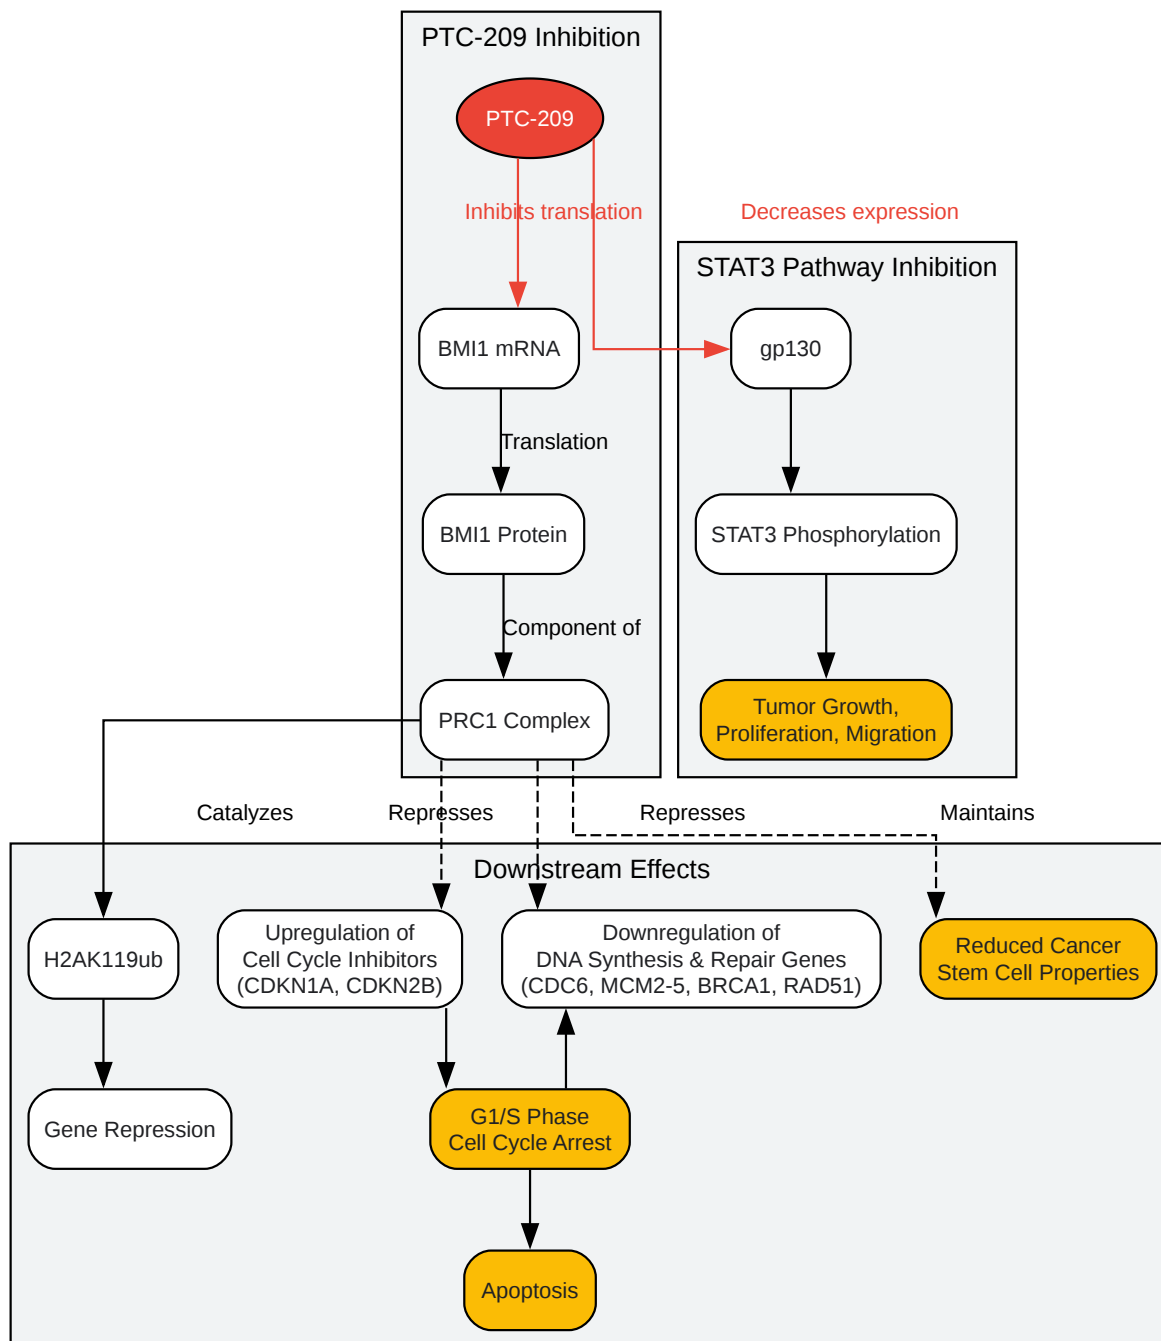 PTC-209 Inhibition
PTC-209
Inhibits translation
Decreases expression
STAT3 Pathway Inhibition
BMI1 mRNA
gp130
Translation
BMI1 Protein
STAT3 Phosphorylation
Component of
PRC1 Complex
Tumor Growth,
Proliferation, Migration
Catalyzes
Represses
Represses
Maintains
Downstream Effects
H2AK119ub
Upregulation of
Cell Cycle Inhibitors
(CDKN1A, CDKN2B)
Downregulation of
DNA Synthesis & Repair Genes
(CDC6, MCM2-5, BRCA1, RAD51)
Reduced Cancer
Stem Cell Properties
Gene Repression
G1/S Phase
Cell Cycle Arrest
Apoptosis